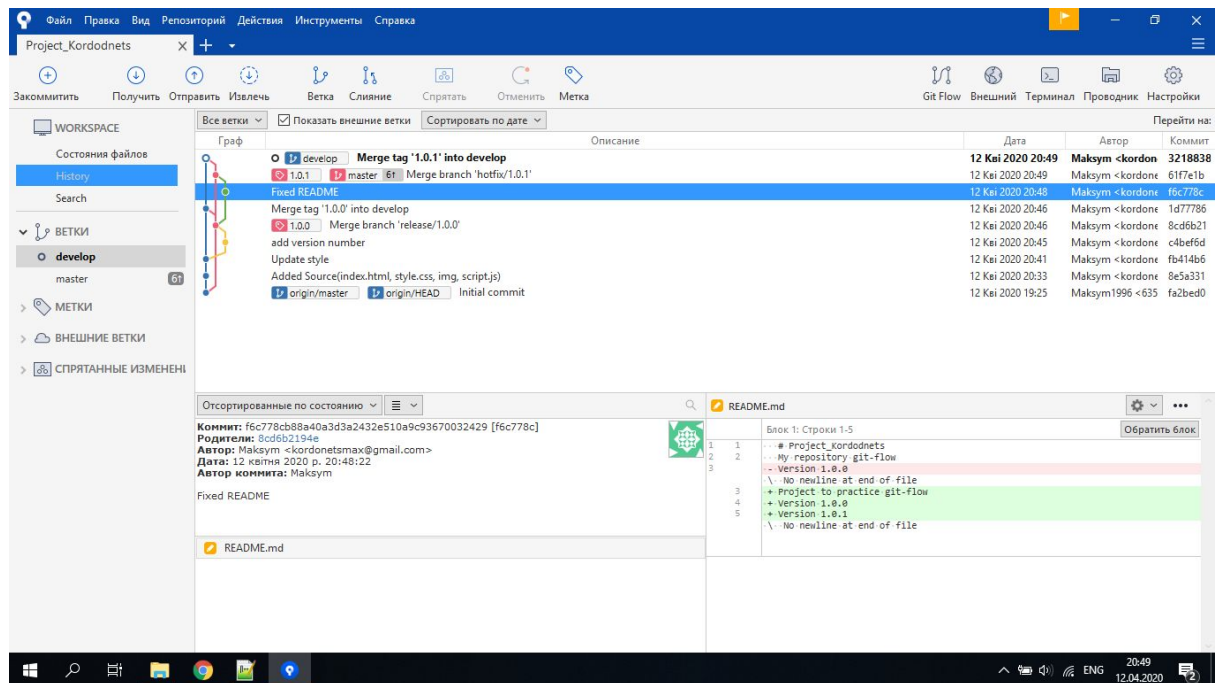 Файл Правка Вид Репозиторий Действия Инструменты Справка
Project_Kordodnets
Закоммитить Получить Отправить Извлечь Ветка Слияние Спрятать Отменить Метка Git Flow Внешний Терминал Проводник Настройки
WORKSPACE
Состояния файлов
History
Search
ВЕТКИ
develop
master 6↑
МЕТКИ
ВНЕШНИЕ ВЕТКИ
СПРЯТАННЫЕ ИЗМЕНЕНИ
Все ветки Показать внешние ветки Сортировать по дате Перейти на:
Граф Описание Дата Автор Коммит
develop Merge tag '1.0.1' into develop 12 Кві 2020 20:49 Maksym <kordon 3218838
1.0.1 master 6↑ Merge branch 'hotfix/1.0.1' 12 Кві 2020 20:49 Maksym <kordone 61f7e1b
Fixed README 12 Кві 2020 20:48 Maksym <kordone f6c778c
Merge tag '1.0.0' into develop 12 Кві 2020 20:46 Maksym <kordone 1d77786
1.0.0 Merge branch 'release/1.0.0' 12 Кві 2020 20:46 Maksym <kordone 8cd6b21
add version number 12 Кві 2020 20:45 Maksym <kordone c4bef6d
Update style 12 Кві 2020 20:41 Maksym <kordone fb414b6
Added Source(index.html, style.css, img, script.js) 12 Кві 2020 20:33 Maksym <kordone 8e5a331
origin/master origin/HEAD Initial commit 12 Кві 2020 19:25 Maksym1996 <635 fa2bed0
Отсортированные по состоянию
Коммит: f6c778cb88a40a3d3a2432e510a9c93670032429 [f6c778c]
Родители: 8cd6b2194e
Автор: Maksym <kordonetsmax@gmail.com>
Дата: 12 квітня 2020 р. 20:48:22
Автор коммита: Maksym
Fixed README
README.md
README.md
Блок 1: Строки 1-5 Обратить блок
1 1 # Project_Kordodnets
2 2 My repository git-flow
3 - Version 1.0.0
\ No newline at end of file
3 + Project to practice git-flow
4 + Version 1.0.0
5 + Version 1.0.1
\ No newline at end of file
ENG 20:49
12.04.2020
2